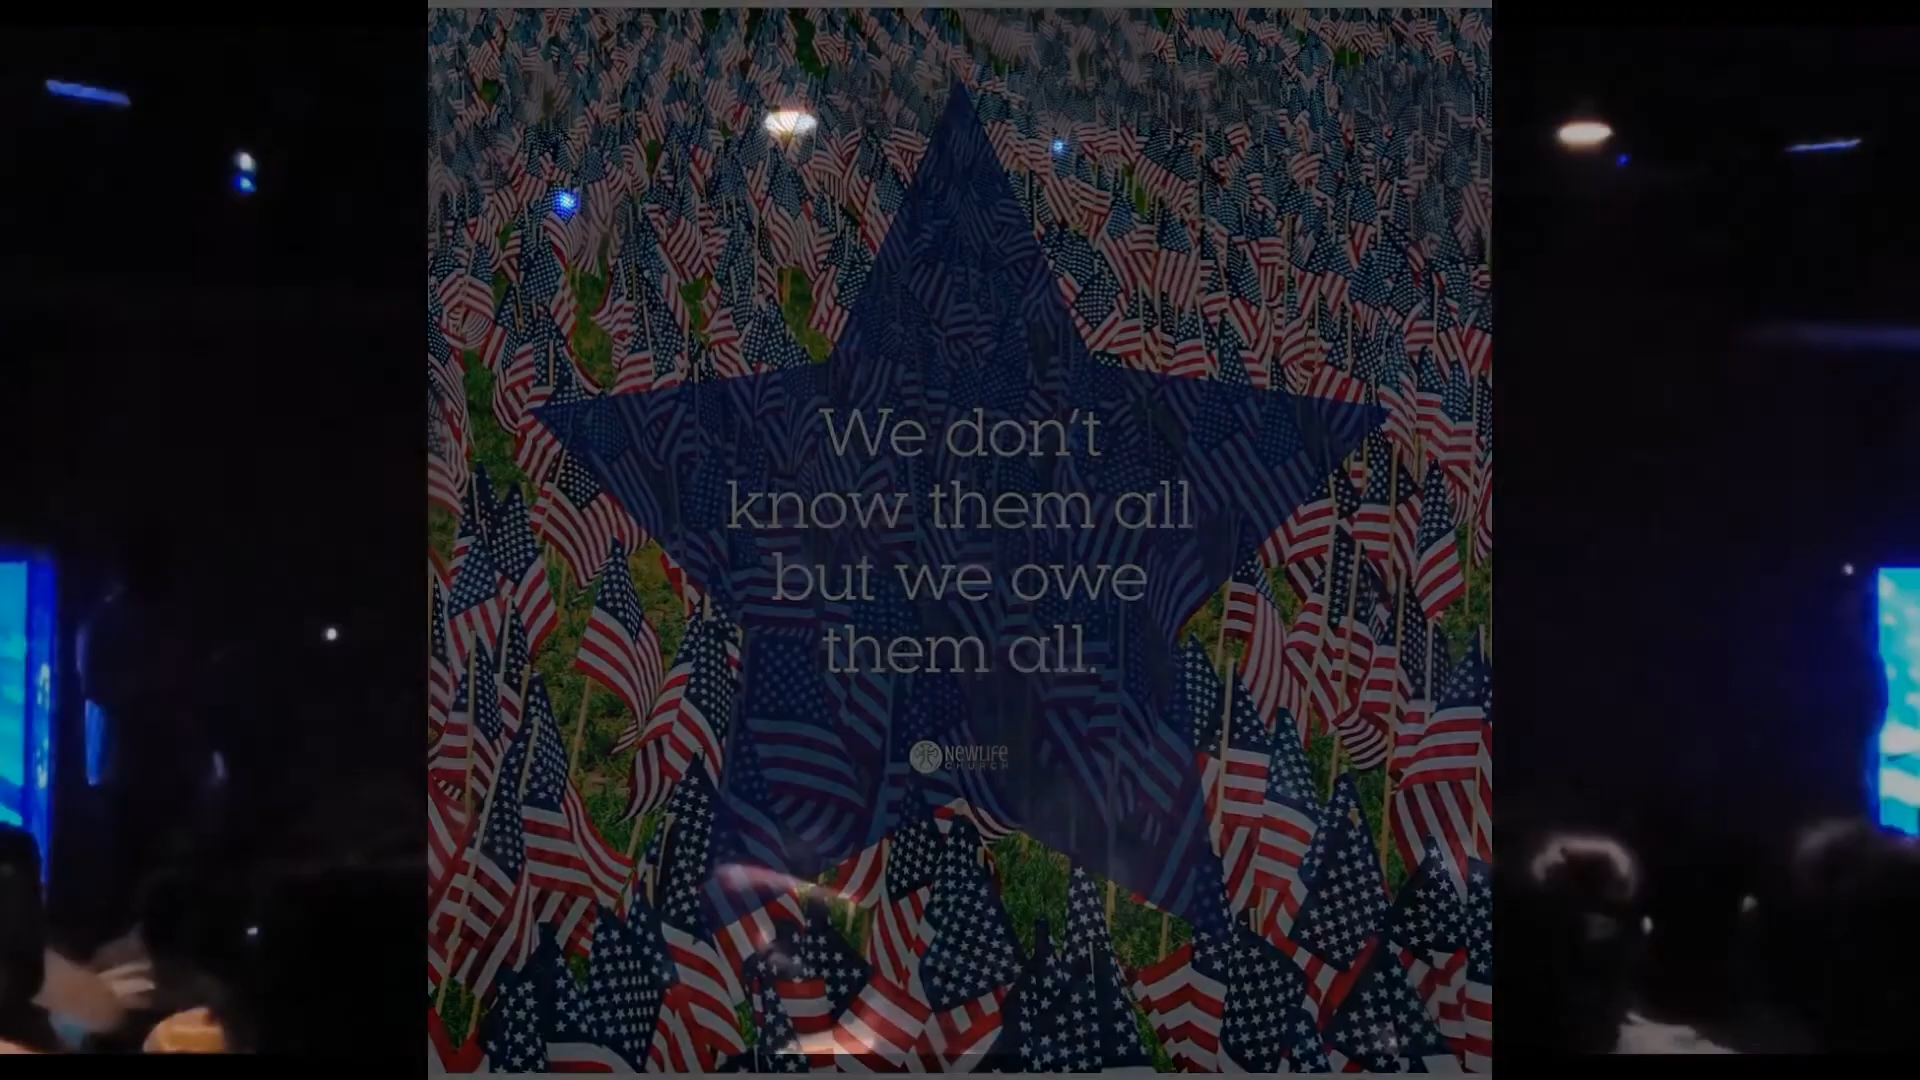 We don't
know them all
but we owe
them all.
NEWLIFE
CHURCH